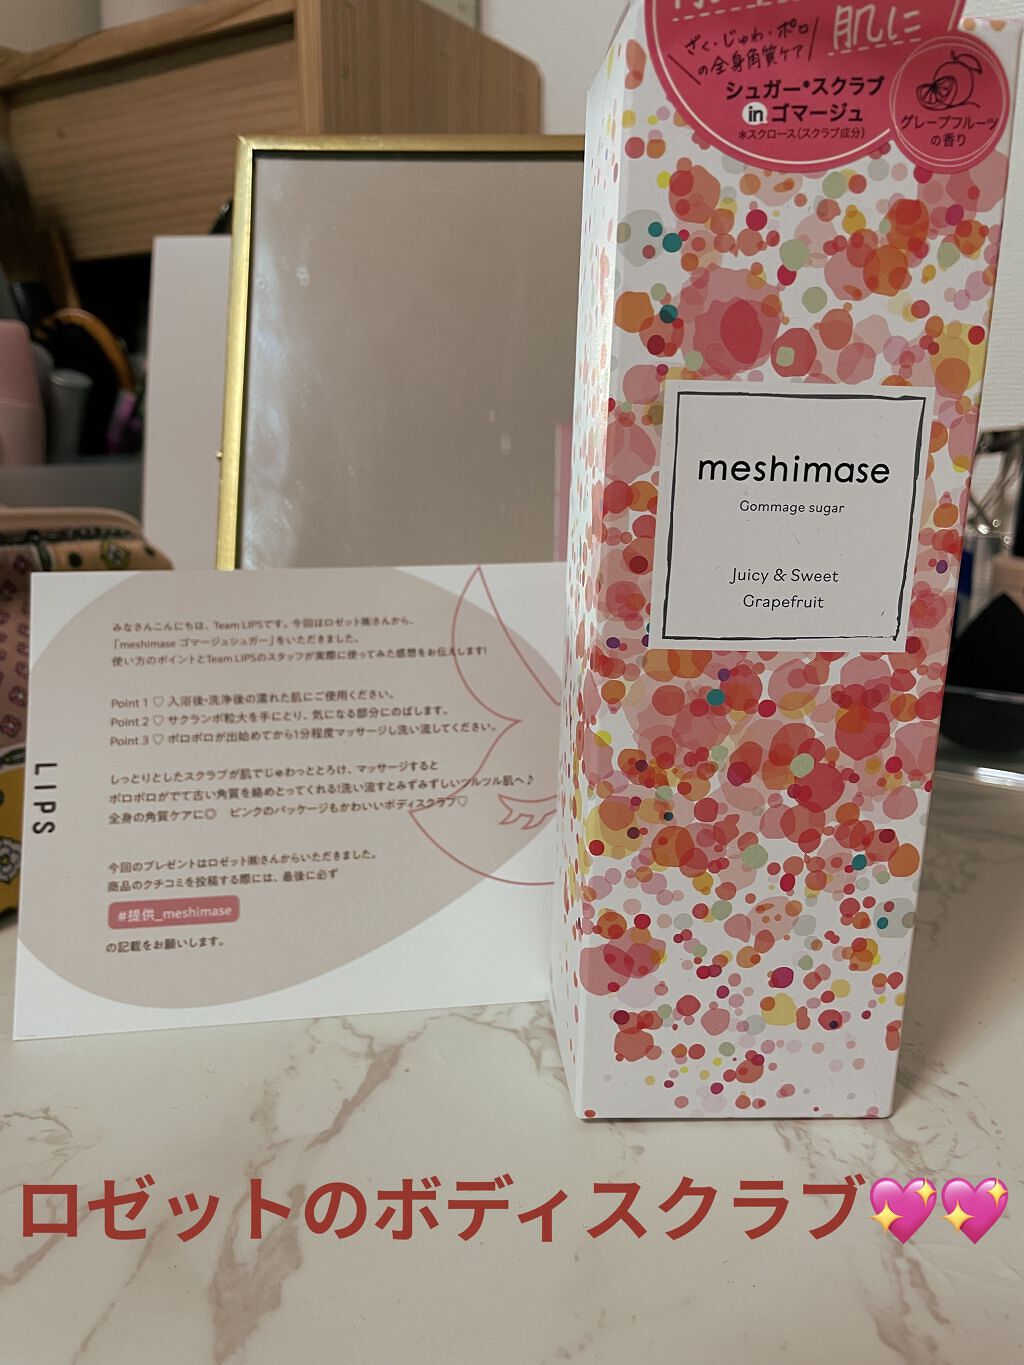 肌に
ざく・じゅわ・ポロ
の全身角質ケア
シュガー*スクラブ
in ゴマージュ
*スクロース(スクラブ成分)
グレープフルーツ
の香り
meshimase
Gommage sugar
Juicy & Sweet
Grapefruit
みなさんこんにちは、Team LIPSです。今回はロゼット㈱さんから、
「meshimase ゴマージュシュガー」をいただきました。
使い方のポイントとTeam LIPSのスタッフが実際に使ってみた感想をお伝えします!
Point 1 ♡ 入浴後・洗浄後の濡れた肌にご使用ください。
Point 2 ♡ サクランボ粒大を手にとり、気になる部分にのばします。
Point 3 ♡ ポロポロが出始めてから1分程度マッサージし洗い流してください。
しっとりとしたスクラブが肌でじゅわっととろけ、マッサージすると
ポロポロがでて古い角質を絡めとってくれる!洗い流すとみずみずしいツルツル肌へ♪
全身の角質ケアに◎ ピンクのパッケージもかわいいボディスクラブ♡
今回のプレゼントはロゼット㈱さんからいただきました。
商品のクチコミを投稿する際には、最後に必ず
#提供_meshimase
の記載をお願いします。
LIPS
ロゼットのボディスクラブ💖💖